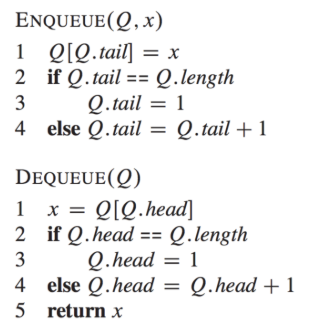 ENQUEUE(Q, x)
1 Q[Q.tail] = x
2 if Q.tail == Q.length
3 Q.tail = 1
4 else Q.tail = Q.tail + 1
DEQUEUE(Q)
1 x = Q[Q.head]
2 if Q.head == Q.length
3 Q.head = 1
4 else Q.head = Q.head + 1
5 return x